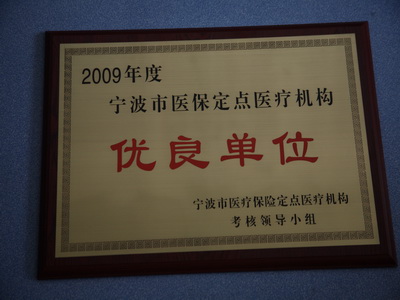 2009年度
宁波市医保定点医疗机构
优良单位
宁波市医疗保险定点医疗机构
考核领导小组